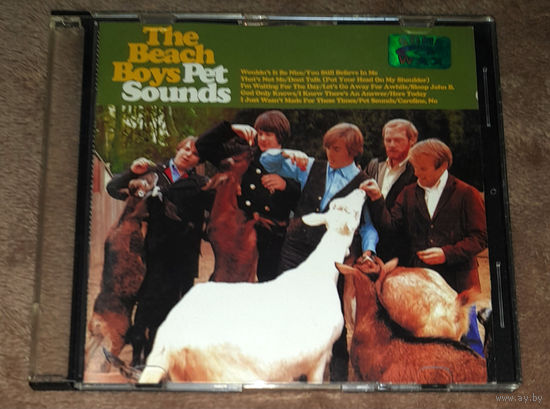 The
Beach
Boys Pet
Sounds
Wouldn't It Be Nice/You Still Believe In Me
That's Not Me/Dont Talk (Put Your Head On My Shoulder)
I'm Waiting For The Day/Let's Go Away For Awhile/Sloop John B.
God Only Knows/I Know There's An Answer/Here Today
I Just Wasn't Made For These Times/Pet Sounds/Caroline, No
www.ay.by